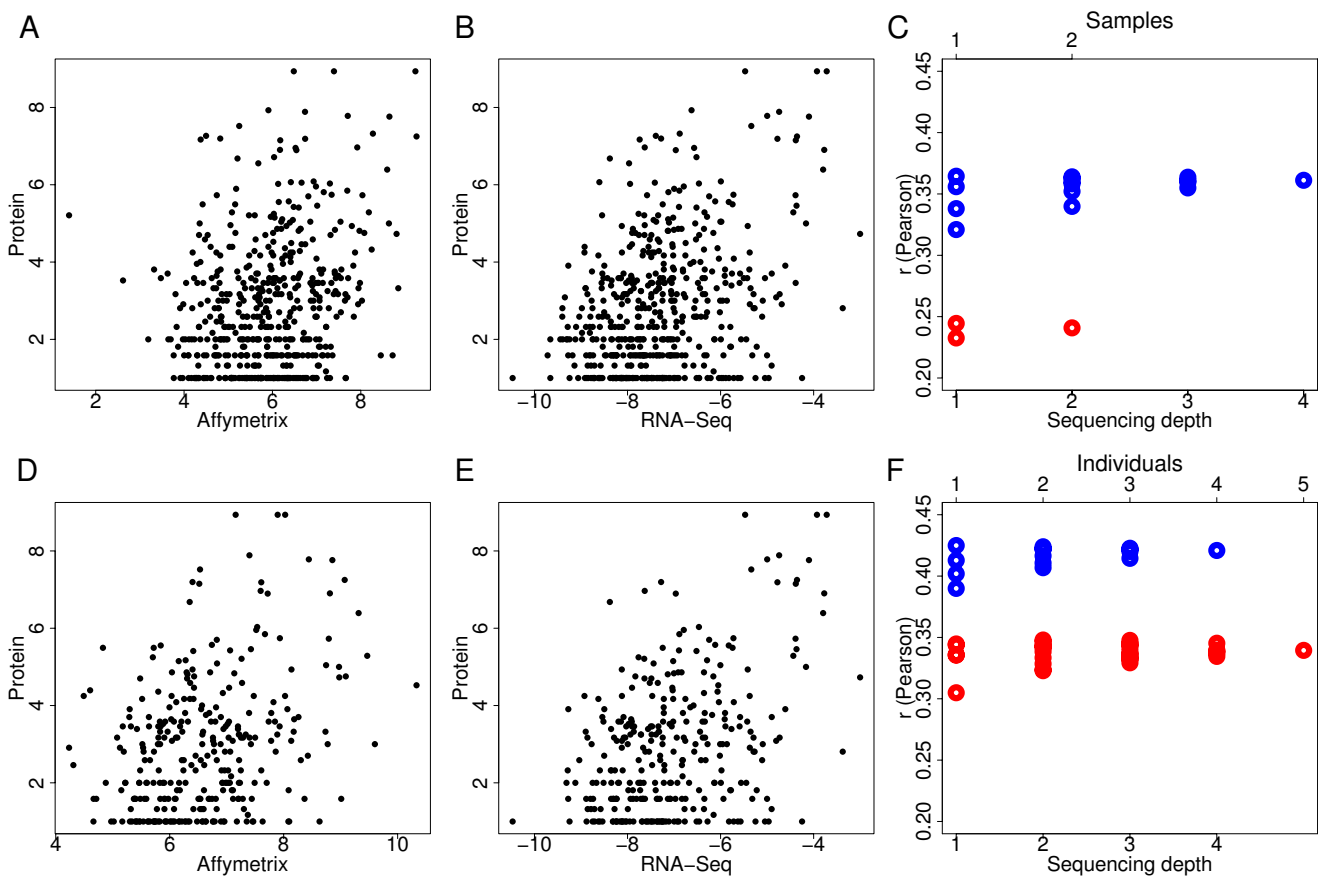 A
Protein
2 4 6 8
2 4 6 8
Affymetrix
B
Protein
2 4 6 8
−10 −8 −6 −4
RNA−Seq
C
Samples
1 2
r (Pearson)
0.20 0.25 0.30 0.35 0.40 0.45
1 2 3 4
Sequencing depth
D
Protein
2 4 6 8
4 6 8 10
Affymetrix
E
Protein
2 4 6 8
−10 −8 −6 −4
RNA−Seq
F
Individuals
1 2 3 4 5
r (Pearson)
0.20 0.25 0.30 0.35 0.40 0.45
1 2 3 4
Sequencing depth